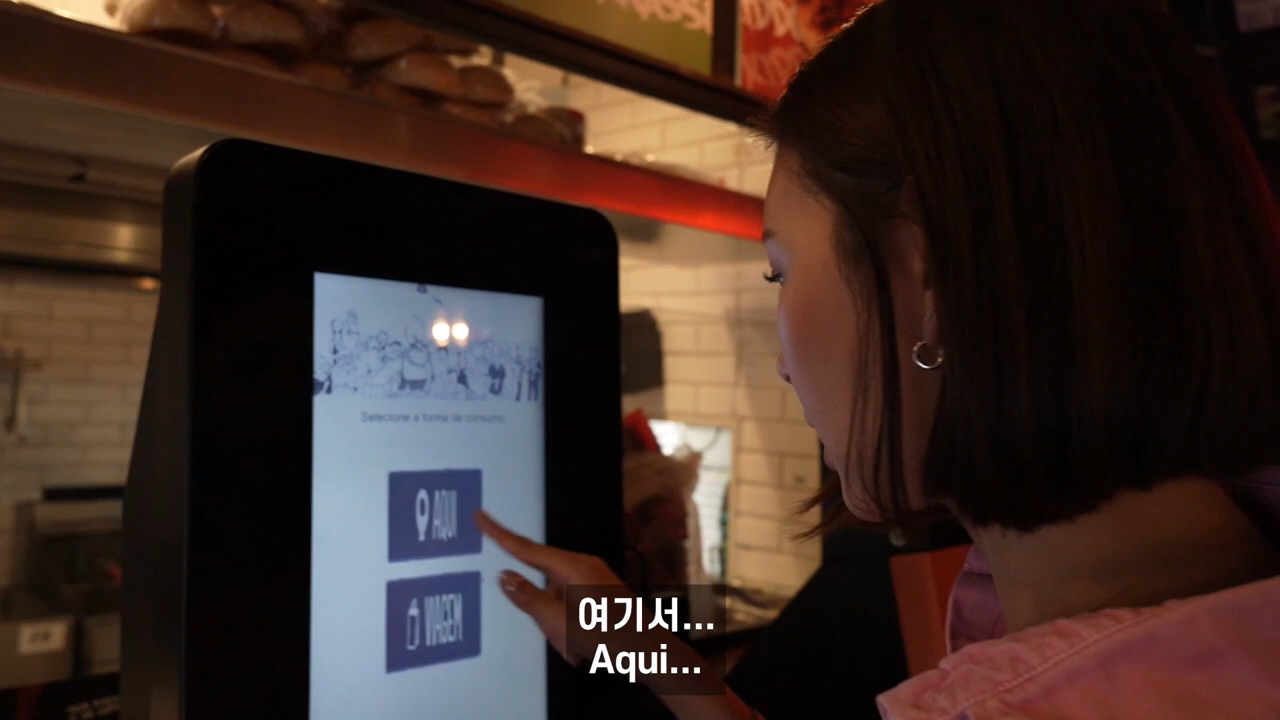 Selecione a forma de consumo
AQUI
VIAGEM
여기서...
Aqui...